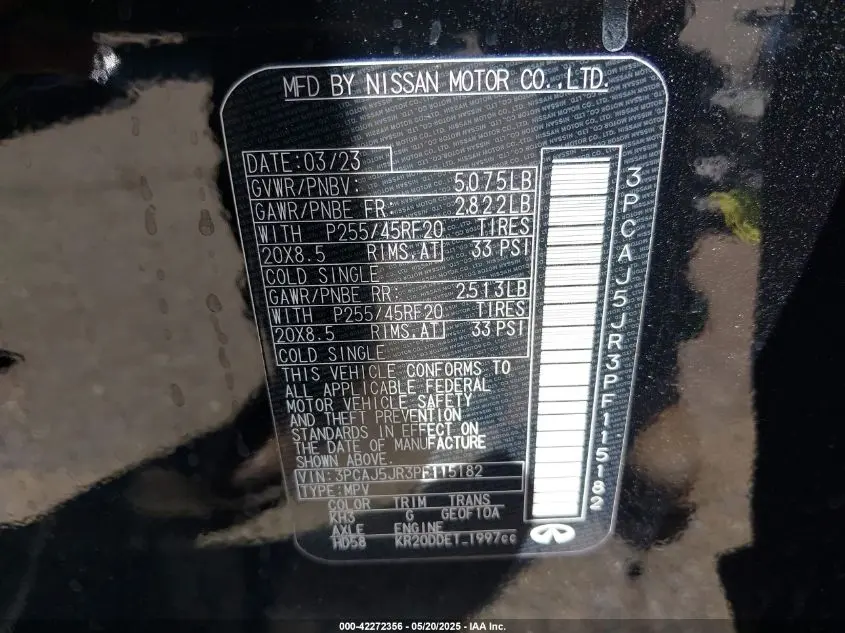 MFD BY NISSAN MOTOR CO.,LTD.
DATE:03/23
GVWR/PNBV: 5,075LB
GAWR/PNBE FR: 2,822LB
WITH P255/45RF20 TIRES
20X8.5 RIMS,AT 33 PSI
COLD SINGLE
GAWR/PNBE RR: 2,513LB
WITH P255/45RF20 TIRES
20X8.5 RIMS,AT 33 PSI
COLD SINGLE
THIS VEHICLE CONFORMS TO
ALL APPLICABLE FEDERAL
MOTOR VEHICLE SAFETY
AND THEFT PREVENTION
STANDARDS IN EFFECT ON
THE DATE OF MANUFACTURE
SHOWN ABOVE.
VIN:3PCAJ5JR3PF115182
TYPE:MPV
COLOR TRIM TRANS
KH3 G GE0F10A
AXLE ENGINE
HD58 KR20DDET_1997cc
3PCAJ5JR3PF115182
000-42272356 — 05/20/2025 — IAA Inc.